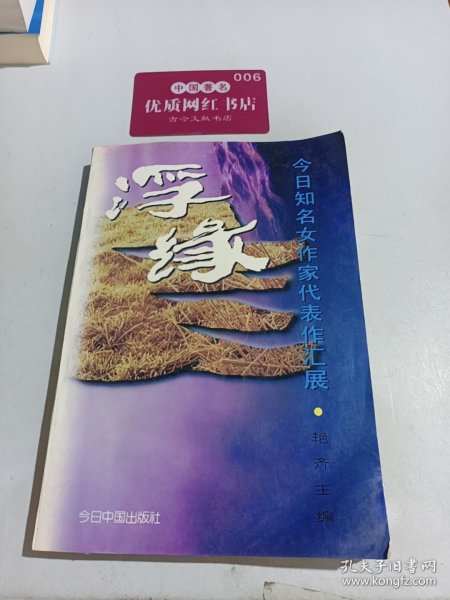 006
中国著名
优质网红书店
古今文献书店
浮缘
今日知名女作家代表作汇展
艳齐主编
今日中国出版社
孔夫子旧书网
www.kongfz.com